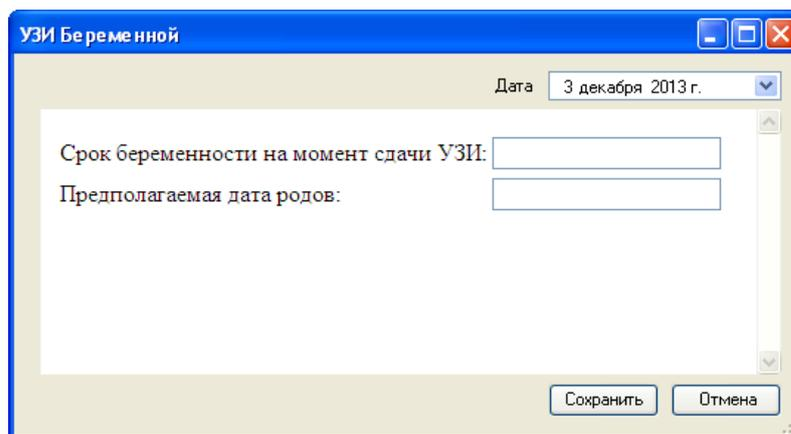 УЗИ Беременной
Дата 3 декабря 2013 г.
Срок беременности на момент сдачи УЗИ:
Предполагаемая дата родов:
Сохранить Отмена